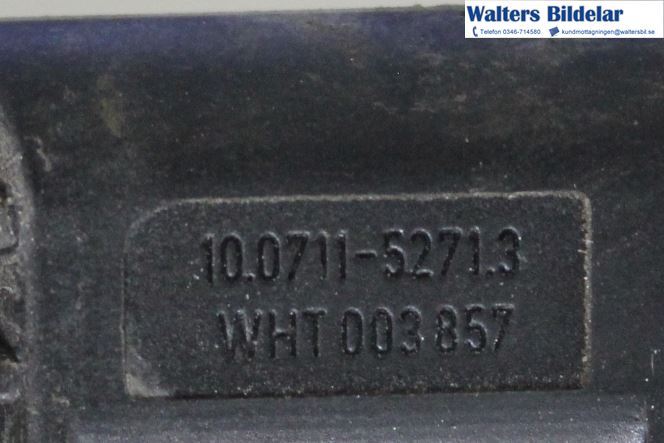 Walters Bildelar
Telefon 0346-714580. kundmottagningen@waltersbil.se
10.0711-5271.3
WHT 003 857